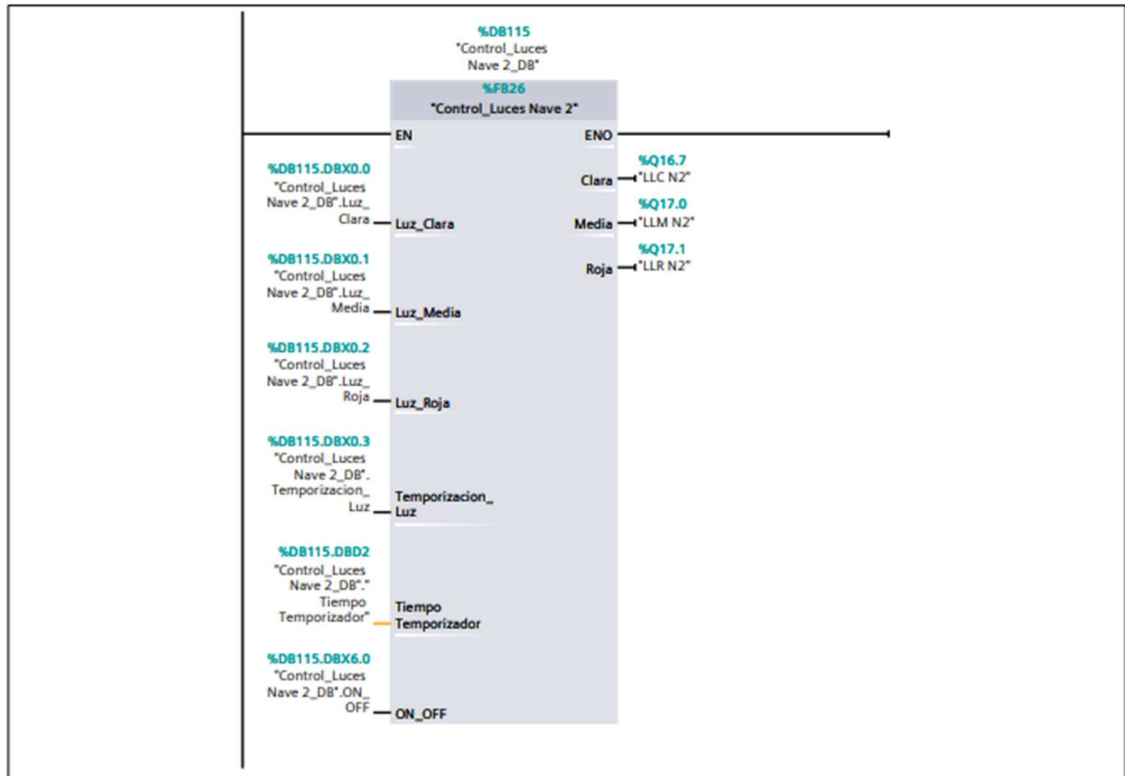 %DB115
"Control_Luces
Nave 2_DB"
%FB26
"Control_Luces Nave 2"
EN
ENO
%DB115.DBX0.0
"Control_Luces
Nave 2_DB".Luz_
Clara
Luz_Clara
Clara
%Q16.7
"LLC N2"
Media
%Q17.0
"LLM N2"
Roja
%Q17.1
"LLR N2"
%DB115.DBX0.1
"Control_Luces
Nave 2_DB".Luz_
Media
Luz_Media
%DB115.DBX0.2
"Control_Luces
Nave 2_DB".Luz_
Roja
Luz_Roja
%DB115.DBX0.3
"Control_Luces
Nave 2_DB".
Temporizacion_
Luz
Temporizacion_
Luz
%DB115.DBD2
"Control_Luces
Nave 2_DB"."
Tiempo
Temporizador"
Tiempo
Temporizador
%DB115.DBX6.0
"Control_Luces
Nave 2_DB".ON_
OFF
ON_OFF